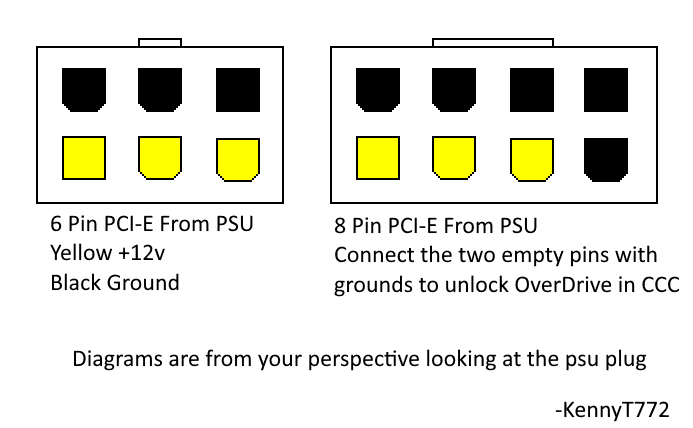 6 Pin PCI-E From PSU
Yellow +12v
Black Ground
8 Pin PCI-E From PSU
Connect the two empty pins with
grounds to unlock OverDrive in CCC
Diagrams are from your perspective looking at the psu plug
-KennyT772